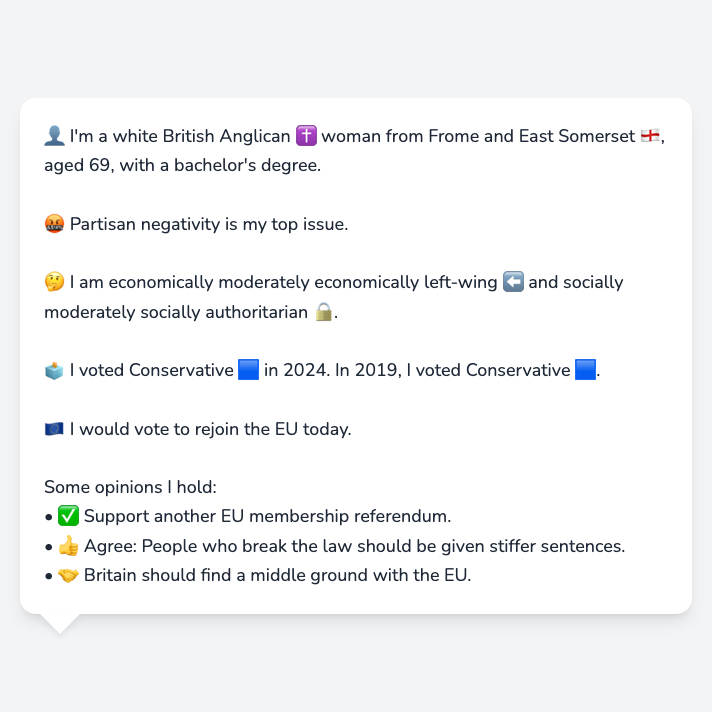 👤 I'm a white British Anglican ✝️ woman from Frome and East Somerset 🏴󠁧󠁢󠁥󠁮󠁧󠁿,
aged 69, with a bachelor's degree.
🤬 Partisan negativity is my top issue.
🤔 I am economically moderately economically left-wing ⬅️ and socially
moderately socially authoritarian 🔒.
🗳️ I voted Conservative 🟦 in 2024. In 2019, I voted Conservative 🟦.
🇪🇺 I would vote to rejoin the EU today.
Some opinions I hold:
• ✅ Support another EU membership referendum.
• 👍 Agree: People who break the law should be given stiffer sentences.
• 🤝 Britain should find a middle ground with the EU.